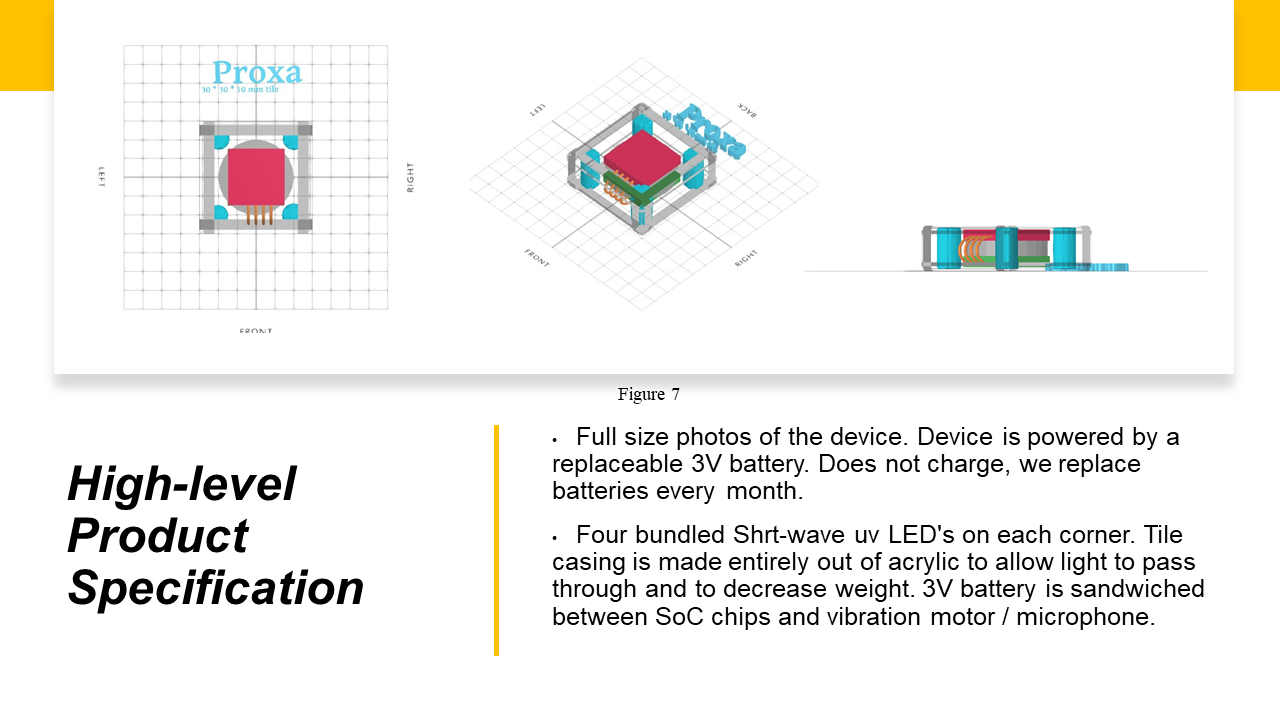 Proxa
30 * 30 * 10 mm tile
LEFT
RIGHT
FRONT
LEFT
BACK
Proxa
FRONT
RIGHT
Figure 7
High-level
Product
Specification
• Full size photos of the device. Device is powered by a
replaceable 3V battery. Does not charge, we replace
batteries every month.
• Four bundled Shrt-wave uv LED's on each corner. Tile
casing is made entirely out of acrylic to allow light to pass
through and to decrease weight. 3V battery is sandwiched
between SoC chips and vibration motor / microphone.